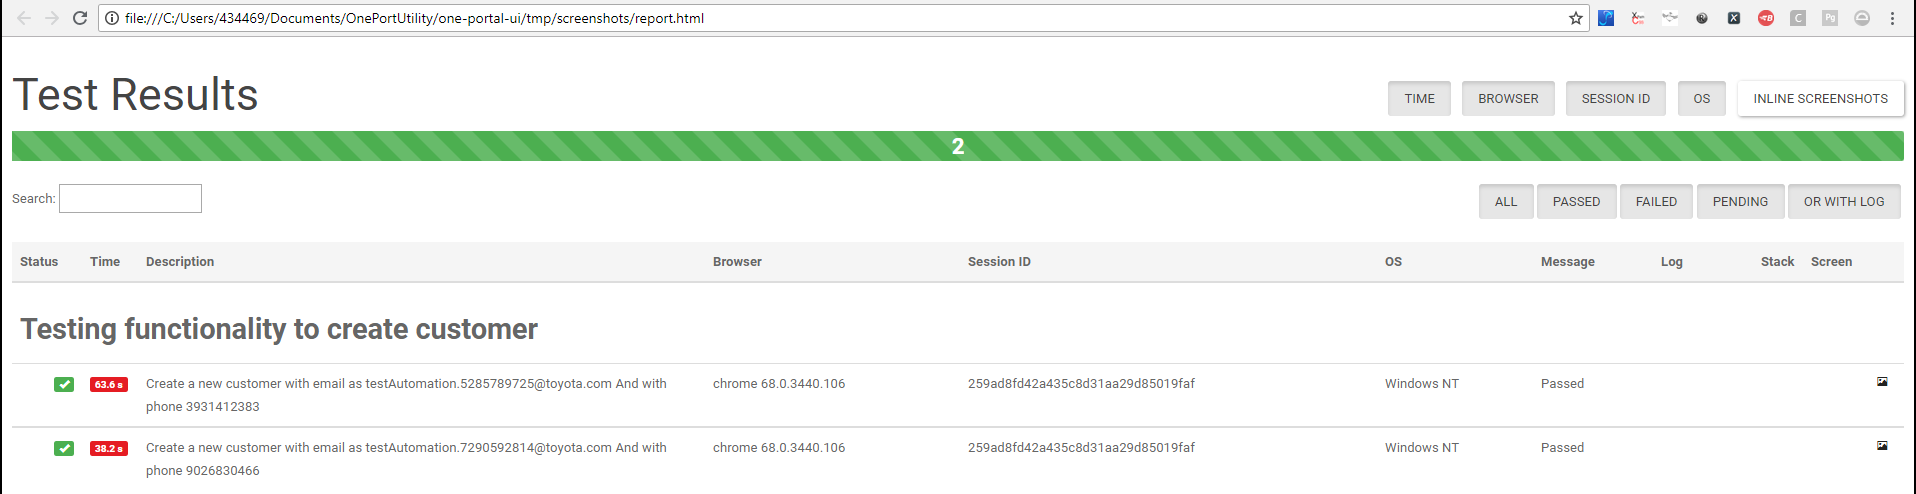 file:///C:/Users/434469/Documents/OnePortUtility/one-portal-ui/tmp/screenshots/report.html
Test Results
TIME BROWSER SESSION ID OS INLINE SCREENSHOTS
2
Search:
ALL PASSED FAILED PENDING OR WITH LOG
Status Time Description Browser Session ID OS Message Log Stack Screen
Testing functionality to create customer
63.6 s Create a new customer with email as testAutomation.5285789725@toyota.com And with chrome 68.0.3440.106 259ad8fd42a435c8d31aa29d85019faf Windows NT Passed
phone 3931412383
38.2 s Create a new customer with email as testAutomation.7290592814@toyota.com And with chrome 68.0.3440.106 259ad8fd42a435c8d31aa29d85019faf Windows NT Passed
phone 9026830466